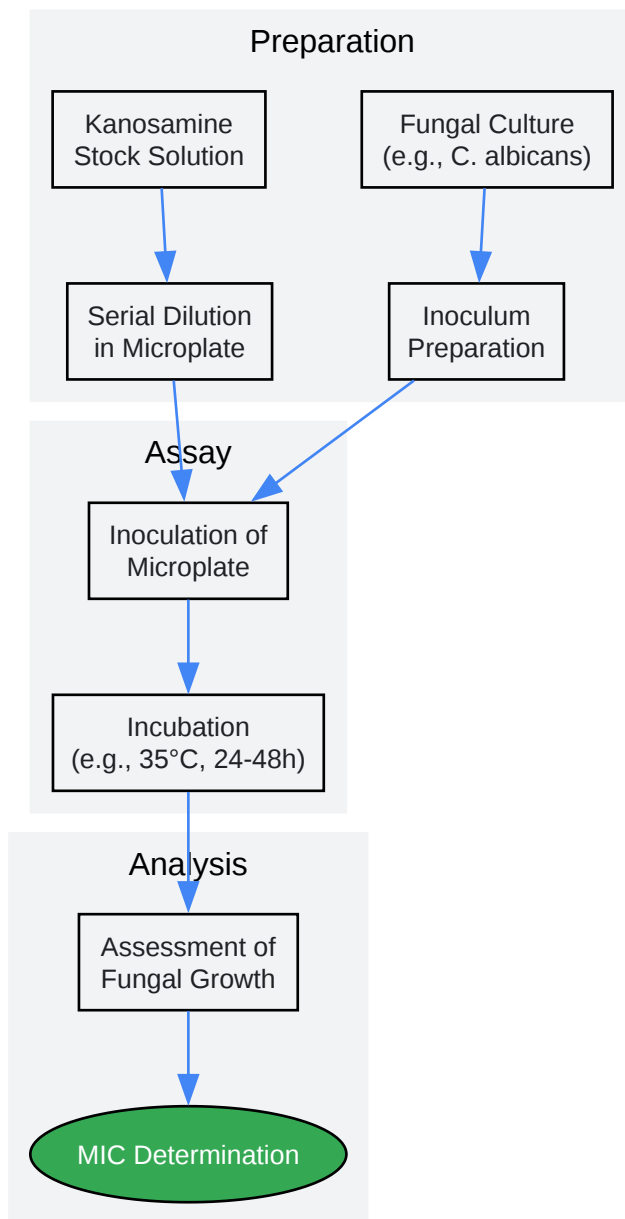 Preparation
Kanosamine
Stock Solution
Fungal Culture
(e.g., C. albicans)
Serial Dilution
in Microplate
Inoculum
Preparation
Assay
Inoculation of
Microplate
Incubation
(e.g., 35°C, 24-48h)
Analysis
Assessment of
Fungal Growth
MIC Determination